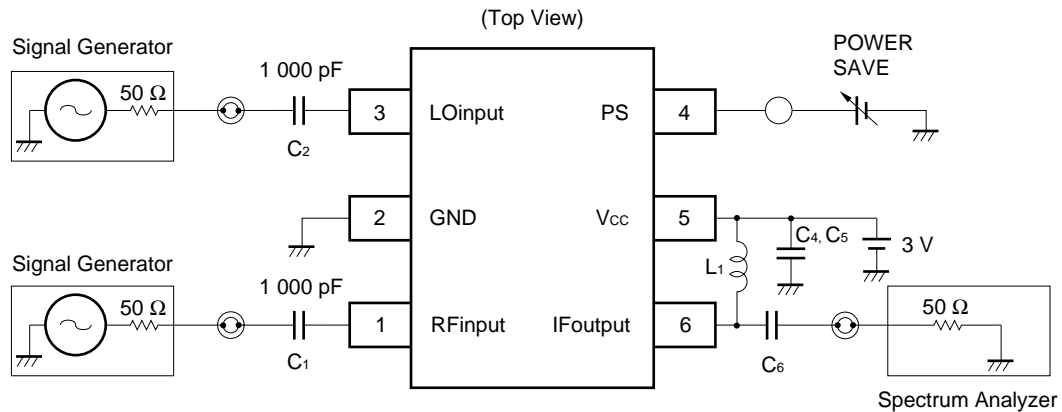 (Top View)
Signal Generator
50 Ω
1 000 pF
C2
3
LOinput
PS
4
POWER
SAVE
2
GND
VCC
5
C4, C5
3 V
L1
Signal Generator
50 Ω
1 000 pF
C1
1
RFinput
IFoutput
6
C6
50 Ω
Spectrum Analyzer